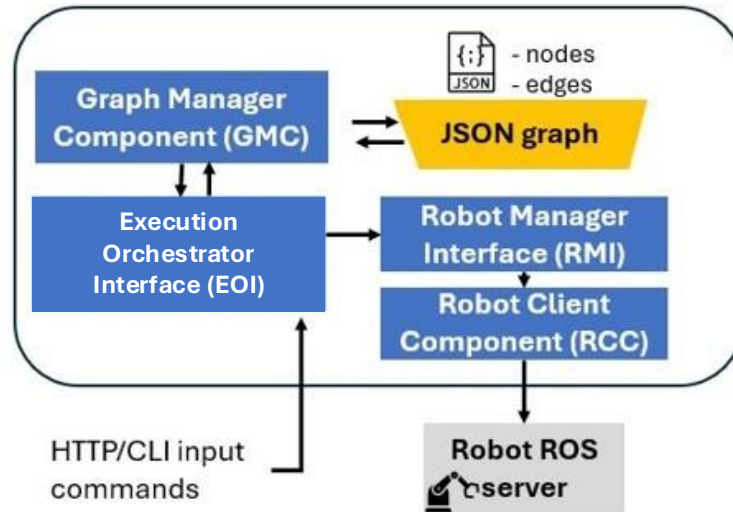 {;}
JSON
- nodes
- edges
Graph Manager
Component (GMC)
JSON graph
Execution
Orchestrator
Interface (EOI)
Robot Manager
Interface (RMI)
Robot Client
Component (RCC)
HTTP/CLI input
commands
Robot ROS
server